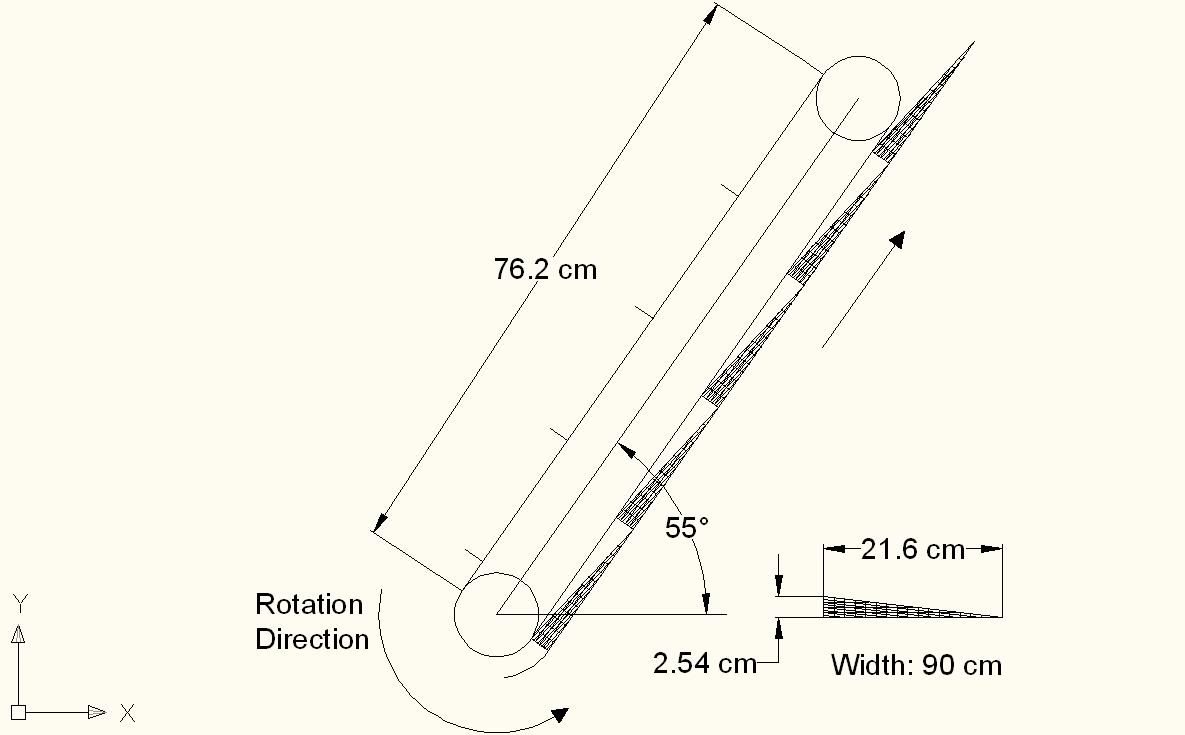 76.2 cm
55°
21.6 cm
Rotation
Direction
2.54 cm
Width: 90 cm
Y
X